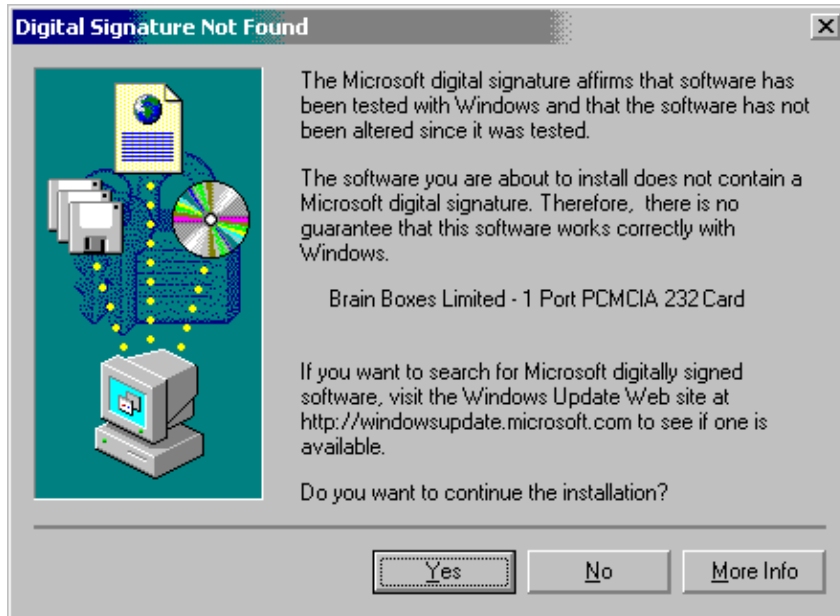 Digital Signature Not Found
The Microsoft digital signature affirms that software has
been tested with Windows and that the software has not
been altered since it was tested.
The software you are about to install does not contain a
Microsoft digital signature. Therefore, there is no
guarantee that this software works correctly with
Windows.
Brain Boxes Limited - 1 Port PCMCIA 232 Card
If you want to search for Microsoft digitally signed
software, visit the Windows Update Web site at
http://windowsupdate.microsoft.com to see if one is
available.
Do you want to continue the installation?
Yes No More Info